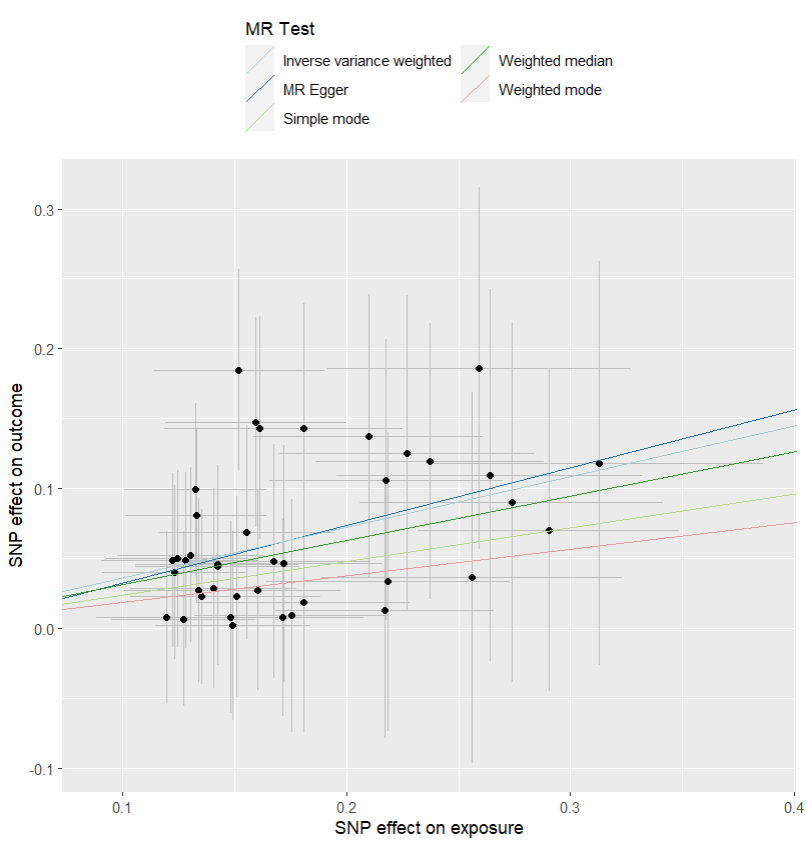 MR Test
Inverse variance weighted
Weighted median
MR Egger
Weighted mode
Simple mode
SNP effect on outcome
0.3
0.2
0.1
0.0
-0.1
0.1
0.2
0.3
0.4
SNP effect on exposure